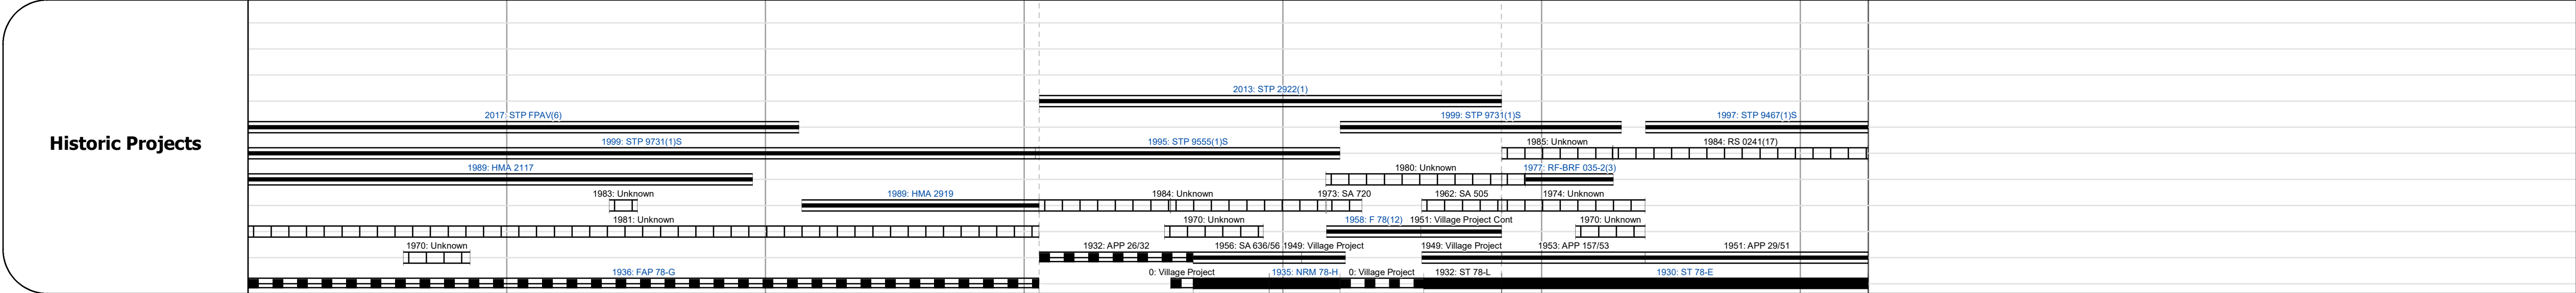 2013: STP 2922(1)
2017: STP FPAV(6) 1999: STP 9731(1)S 1997: STP 9467(1)S
Historic Projects
1999: STP 9731(1)S 1995: STP 9555(1)S 1985: Unknown 1984: RS 0241(17)
1989: HMA 2117 1980: Unknown 1977: RF-BRF 035-2(3)
1983: Unknown 1989: HMA 2919 1984: Unknown 1973: SA 720 1962: SA 505 1974: Unknown
1981: Unknown 1970: Unknown 1958: F 78(12) 1951: Village Project Cont 1970: Unknown
1970: Unknown 1932: APP 26/32 1956: SA 636/56 1949: Village Project 1949: Village Project 1953: APP 157/53 1951: APP 29/51
1936: FAP 78-G 0: Village Project 1935: NRM 78-H 0: Village Project 1932: ST 78-L 1930: ST 78-E